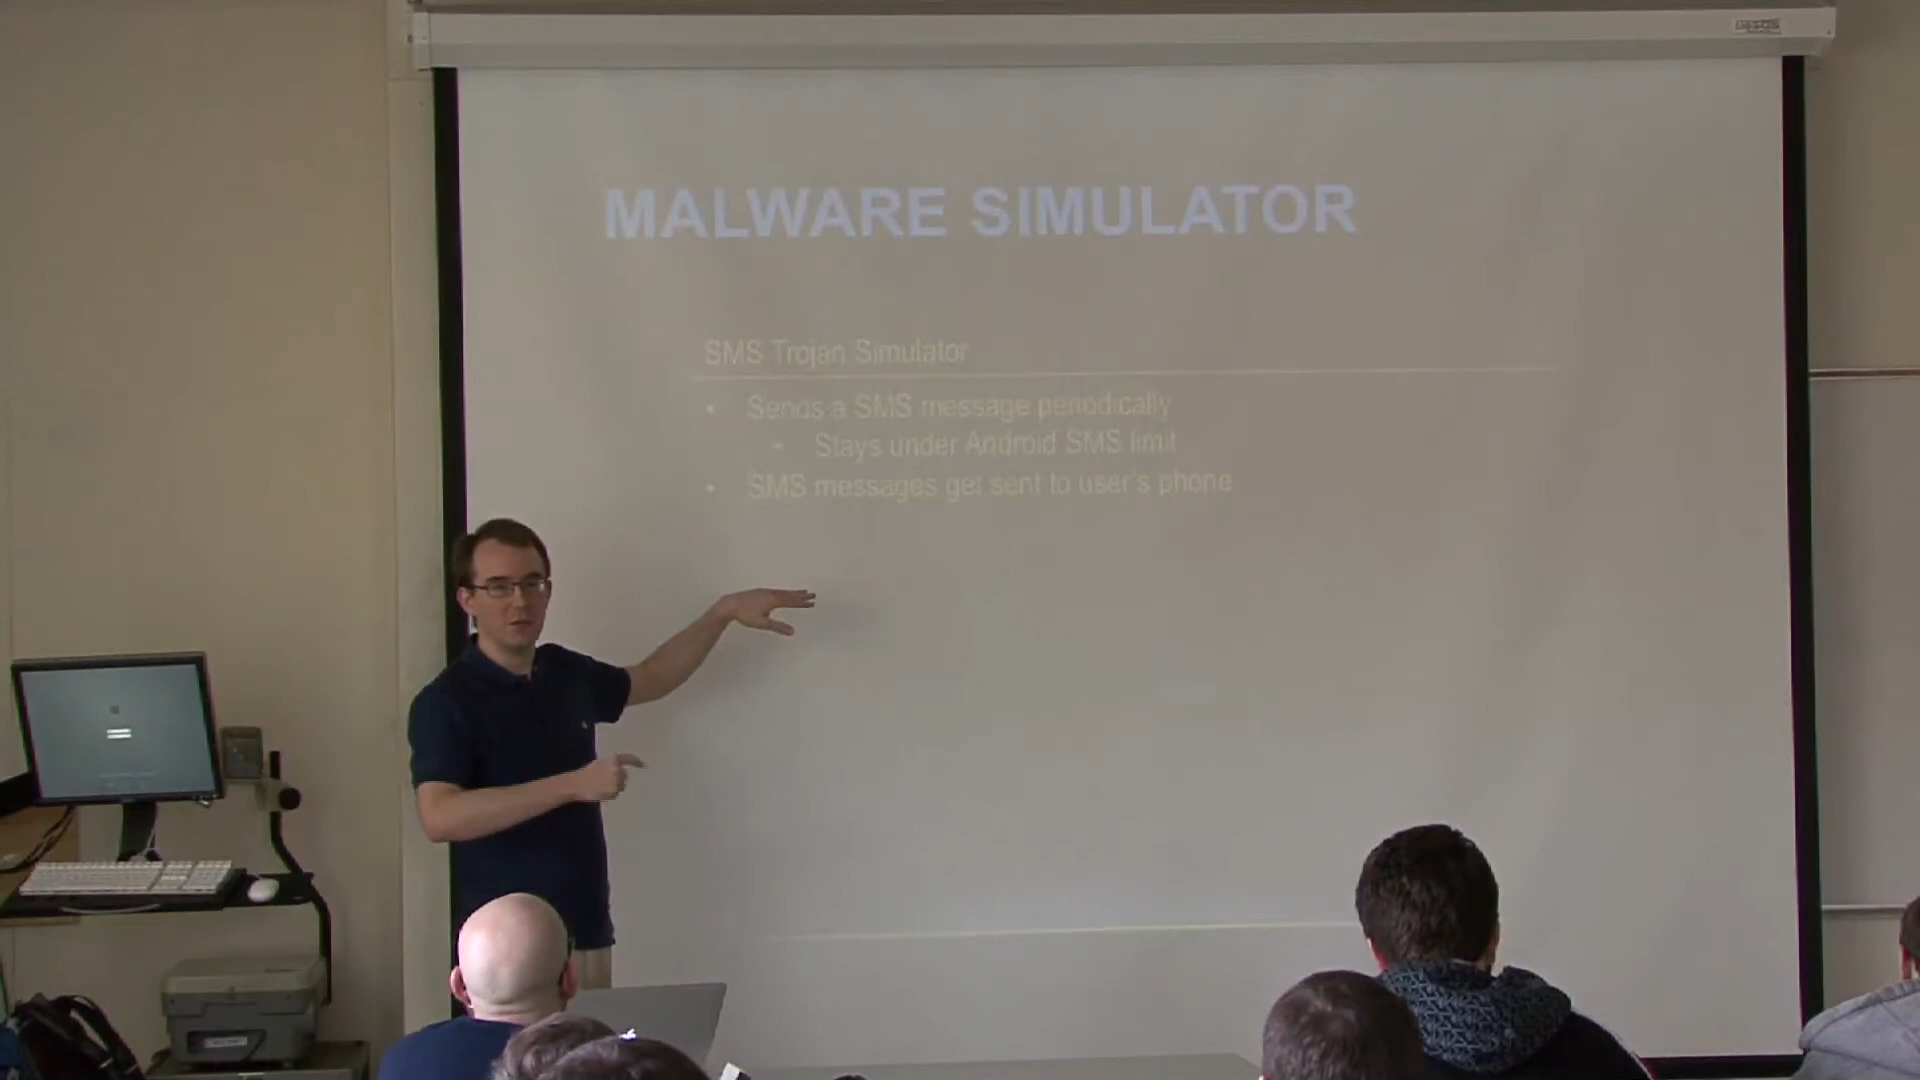 MALWARE SIMULATOR
SMS Trojan Simulator
• Sends a SMS message periodically
• Stays under Android SMS limit
• SMS messages get sent to user's phone